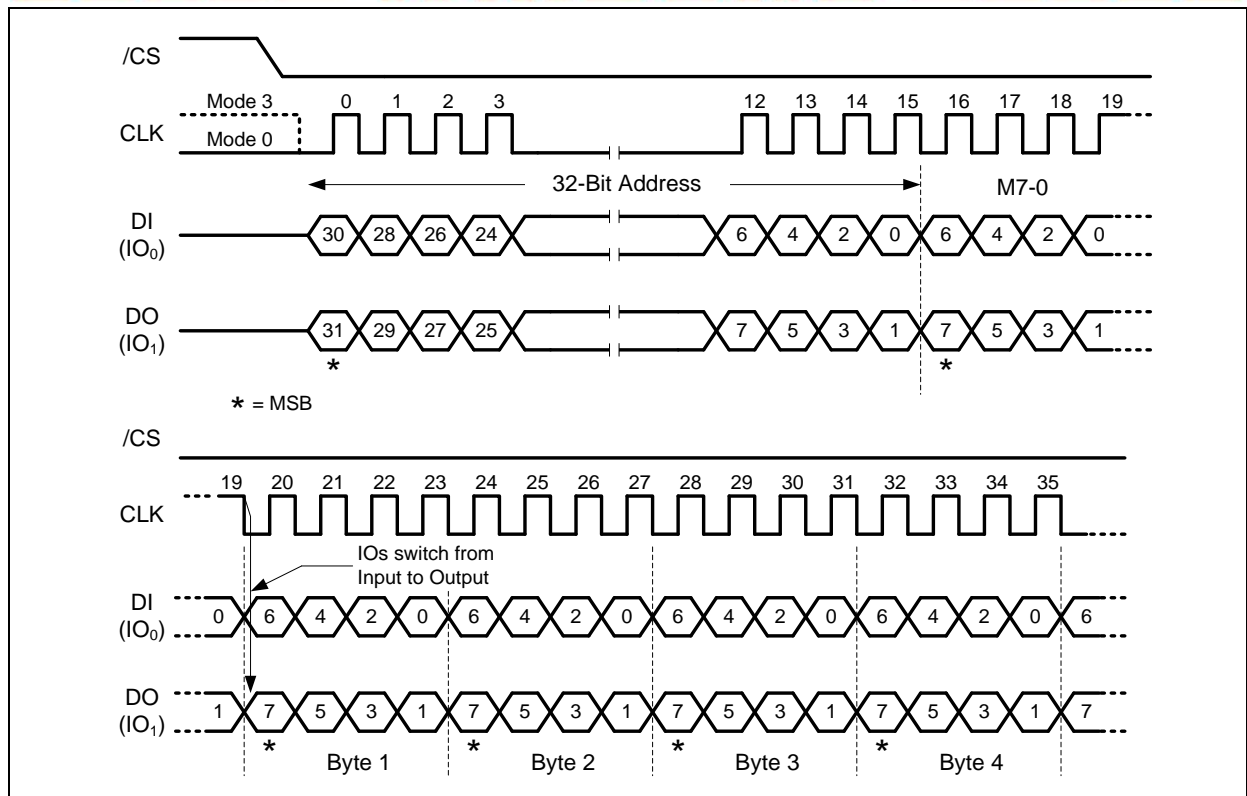 /CS
Mode 3 0 1 2 3 12 13 14 15 16 17 18 19
CLK
Mode 0
32-Bit Address M7-0
DI
(IO₀)
30 28 26 24 6 4 2 0 6 4 2 0
DO
(IO₁)
31 29 27 25 7 5 3 1 7 5 3 1
* *
* = MSB
/CS
19 20 21 22 23 24 25 26 27 28 29 30 31 32 33 34 35
CLK
IOs switch from
Input to Output
DI
(IO₀)
0 6 4 2 0 6 4 2 0 6 4 2 0 6 4 2 0 6
DO
(IO₁)
1 7 5 3 1 7 5 3 1 7 5 3 1 7 5 3 1 7
* * * *
Byte 1 Byte 2 Byte 3 Byte 4